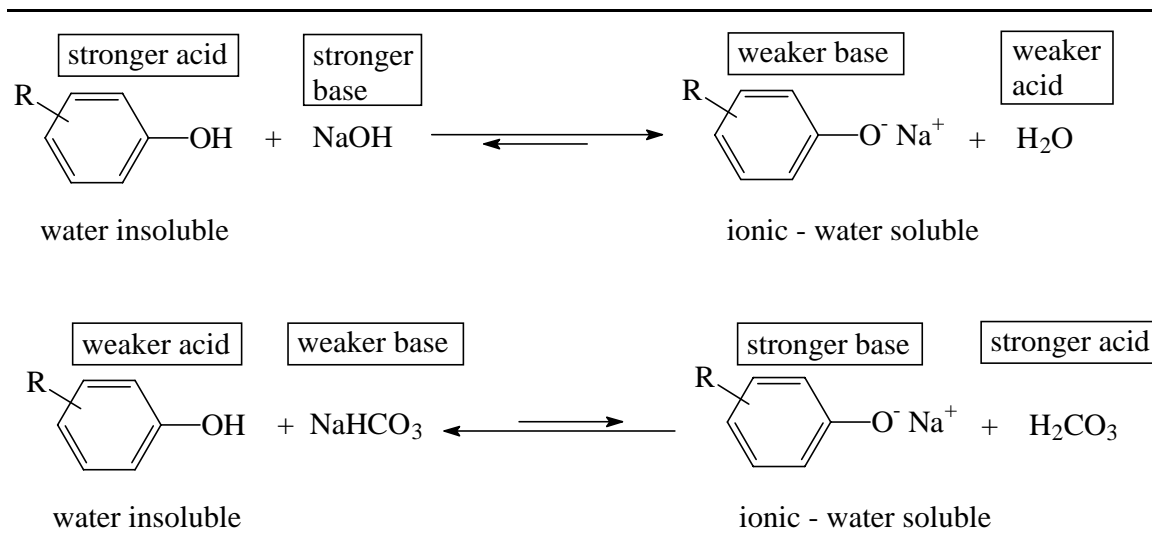 stronger acid
stronger
base
weaker base
weaker
acid
R
OH + NaOH
R
O⁻ Na⁺ + H₂O
water insoluble
ionic - water soluble
weaker acid
weaker base
stronger base
stronger acid
R
OH + NaHCO₃
R
O⁻ Na⁺ + H₂CO₃
water insoluble
ionic - water soluble